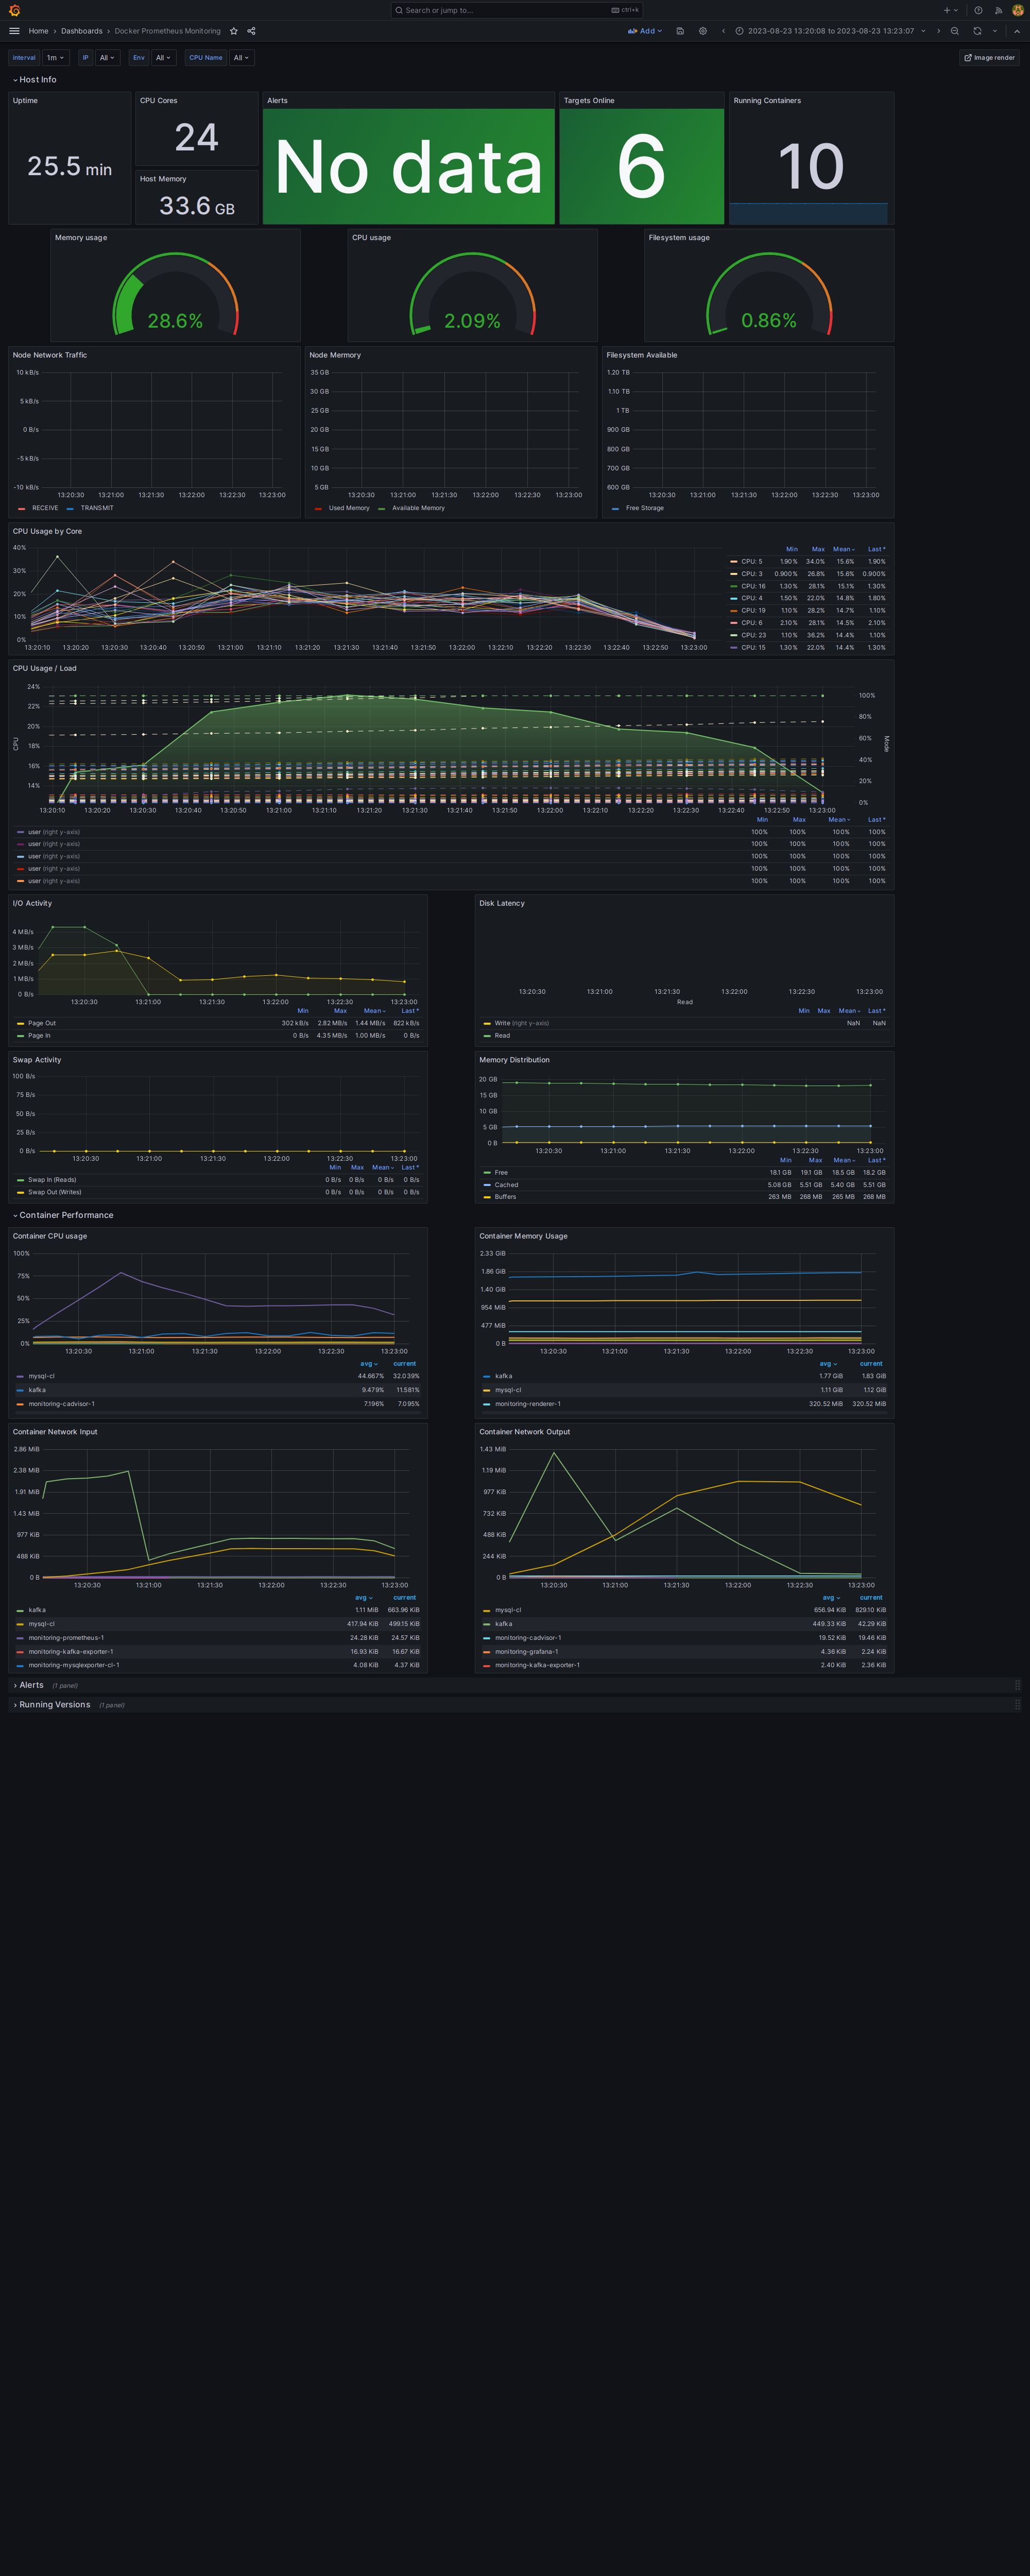 Search or jump to...
ctrl+k
Home › Dashboards › Docker Prometheus Monitoring
Add
2023-08-23 13:20:08 to 2023-08-23 13:23:07
Interval 1m IP All Env All CPU Name All
Image render
Host Info
Uptime
25.5 min
CPU Cores
24
Host Memory
33.6 GB
Alerts
No data
Targets Online
6
Running Containers
10
Memory usage
28.6%
CPU usage
2.09%
Filesystem usage
0.86%
Node Network Traffic
10 kB/s
5 kB/s
0 B/s
-5 kB/s
-10 kB/s
13:20:30 13:21:00 13:21:30 13:22:00 13:22:30 13:23:00
RECEIVE TRANSMIT
Node Mermory
35 GB
30 GB
25 GB
20 GB
15 GB
10 GB
5 GB
13:20:30 13:21:00 13:21:30 13:22:00 13:22:30 13:23:00
Used Memory Available Memory
Filesystem Available
1.20 TB
1.10 TB
1 TB
900 GB
800 GB
700 GB
600 GB
13:20:30 13:21:00 13:21:30 13:22:00 13:22:30 13:23:00
Free Storage
CPU Usage by Core
40%
30%
20%
10%
0%
13:20:10 13:20:20 13:20:30 13:20:40 13:20:50 13:21:00 13:21:10 13:21:20 13:21:30 13:21:40 13:21:50 13:22:00 13:22:10 13:22:20 13:22:30 13:22:40 13:22:50 13:23:00
Min Max Mean Last *
CPU: 5 1.90% 34.0% 15.6% 1.90%
CPU: 3 0.900% 26.8% 15.6% 0.900%
CPU: 16 1.30% 28.1% 15.1% 1.30%
CPU: 4 1.50% 22.0% 14.8% 1.80%
CPU: 19 1.10% 28.2% 14.7% 1.10%
CPU: 6 2.10% 28.1% 14.5% 2.10%
CPU: 23 1.10% 36.2% 14.4% 1.10%
CPU: 15 1.30% 22.0% 14.4% 1.30%
CPU Usage / Load
24%
22%
20%
18%
16%
14%
CPU
100%
80%
60%
40%
20%
0%
Mode
13:20:10 13:20:20 13:20:30 13:20:40 13:20:50 13:21:00 13:21:10 13:21:20 13:21:30 13:21:40 13:21:50 13:22:00 13:22:10 13:22:20 13:22:30 13:22:40 13:22:50 13:23:00
Min Max Mean Last *
user (right y-axis) 100% 100% 100% 100%
user (right y-axis) 100% 100% 100% 100%
user (right y-axis) 100% 100% 100% 100%
user (right y-axis) 100% 100% 100% 100%
user (right y-axis) 100% 100% 100% 100%
I/O Activity
4 MB/s
3 MB/s
2 MB/s
1 MB/s
0 B/s
13:20:30 13:21:00 13:21:30 13:22:00 13:22:30 13:23:00
Min Max Mean Last *
Page Out 302 kB/s 2.82 MB/s 1.44 MB/s 822 kB/s
Page In 0 B/s 4.35 MB/s 1.00 MB/s 0 B/s
Disk Latency
13:20:30 13:21:00 13:21:30 13:22:00 13:22:30 13:23:00
Read
Min Max Mean Last *
Write (right y-axis) NaN NaN
Read
Swap Activity
100 B/s
75 B/s
50 B/s
25 B/s
0 B/s
13:20:30 13:21:00 13:21:30 13:22:00 13:22:30 13:23:00
Min Max Mean Last *
Swap In (Reads) 0 B/s 0 B/s 0 B/s 0 B/s
Swap Out (Writes) 0 B/s 0 B/s 0 B/s 0 B/s
Memory Distribution
20 GB
15 GB
10 GB
5 GB
0 B
13:20:30 13:21:00 13:21:30 13:22:00 13:22:30 13:23:00
Min Max Mean Last *
Free 18.1 GB 19.1 GB 18.5 GB 18.2 GB
Cached 5.08 GB 5.51 GB 5.40 GB 5.51 GB
Buffers 263 MB 268 MB 265 MB 268 MB
Container Performance
Container CPU usage
100%
75%
50%
25%
0%
13:20:30 13:21:00 13:21:30 13:22:00 13:22:30 13:23:00
avg current
mysql-cl 44.667% 32.039%
kafka 9.479% 11.581%
monitoring-cadvisor-1 7.196% 7.095%
Container Memory Usage
2.33 GiB
1.86 GiB
1.40 GiB
954 MiB
477 MiB
0 B
13:20:30 13:21:00 13:21:30 13:22:00 13:22:30 13:23:00
avg current
kafka 1.77 GiB 1.83 GiB
mysql-cl 1.11 GiB 1.12 GiB
monitoring-renderer-1 320.52 MiB 320.52 MiB
Container Network Input
2.86 MiB
2.38 MiB
1.91 MiB
1.43 MiB
977 KiB
488 KiB
0 B
13:20:30 13:21:00 13:21:30 13:22:00 13:22:30 13:23:00
avg current
kafka 1.11 MiB 663.96 KiB
mysql-cl 417.94 KiB 499.15 KiB
monitoring-prometheus-1 24.28 KiB 24.57 KiB
monitoring-kafka-exporter-1 16.93 KiB 16.67 KiB
monitoring-mysqlexporter-cl-1 4.08 KiB 4.37 KiB
Container Network Output
1.43 MiB
1.19 MiB
977 KiB
732 KiB
488 KiB
244 KiB
0 B
13:20:30 13:21:00 13:21:30 13:22:00 13:22:30 13:23:00
avg current
mysql-cl 656.94 KiB 829.10 KiB
kafka 449.33 KiB 42.29 KiB
monitoring-cadvisor-1 19.52 KiB 19.46 KiB
monitoring-grafana-1 4.36 KiB 2.24 KiB
monitoring-kafka-exporter-1 2.40 KiB 2.36 KiB
Alerts (1 panel)
Running Versions (1 panel)